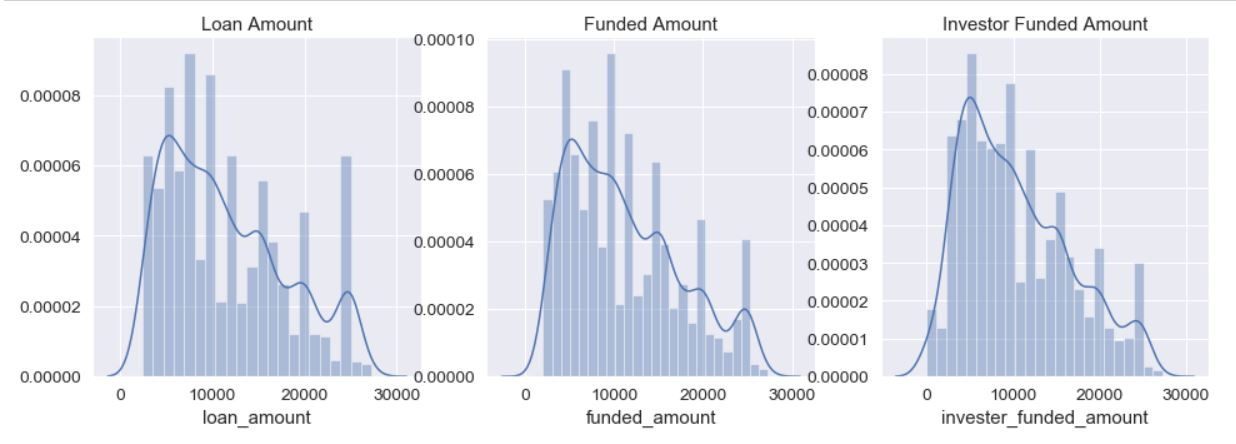 Loan Amount
0.00008
0.00006
0.00004
0.00002
0.00000
0 10000 20000 30000
loan_amount
Funded Amount
0.00010
0.00008
0.00006
0.00004
0.00002
0.00000
0 10000 20000 30000
funded_amount
Investor Funded Amount
0.00008
0.00007
0.00006
0.00005
0.00004
0.00003
0.00002
0.00001
0.00000
0 10000 20000 30000
invester_funded_amount